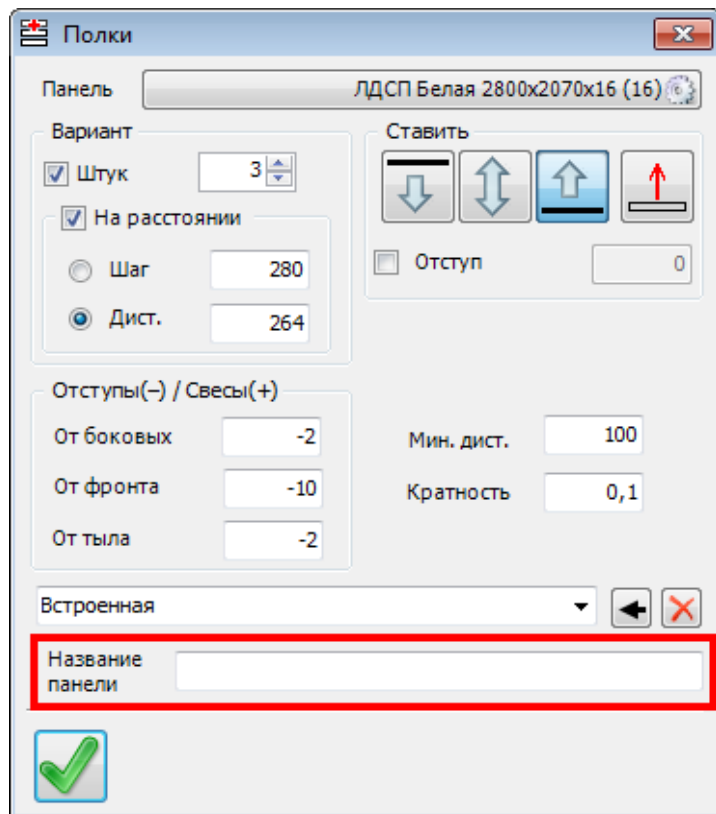 Полки
Панель ЛДСП Белая 2800x2070x16 (16)
Вариант
Штук 3
На расстоянии
Шаг 280
Дист. 264
Ставить
Отступ 0
Отступы(–) / Свесы(+)
От боковых -2
От фронта -10
От тыла -2
Мин. дист. 100
Кратность 0,1
Встроенная
Название
панели